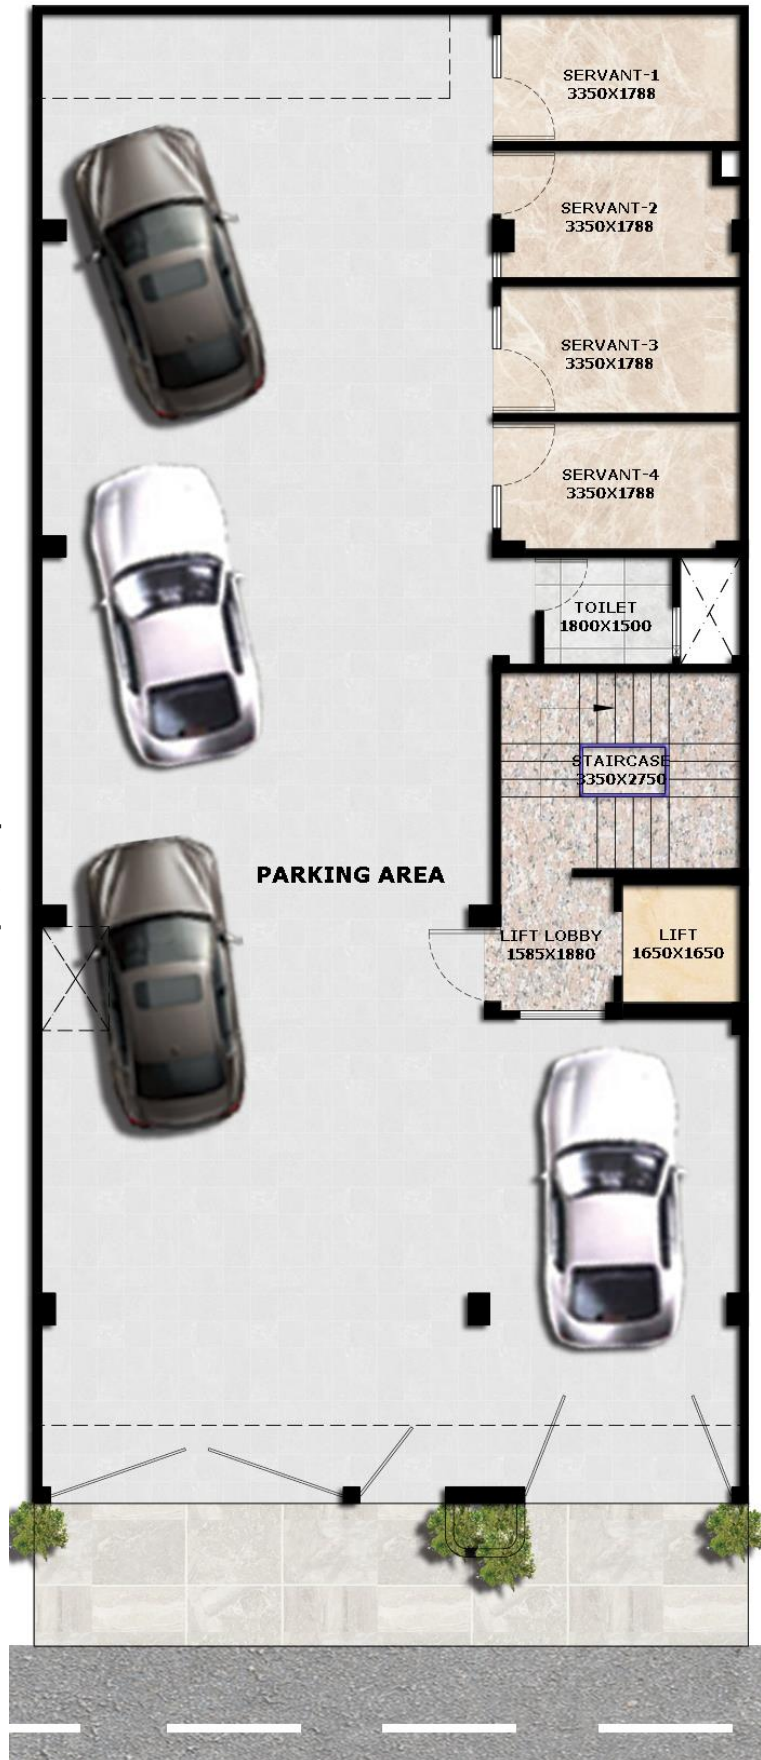 SERVANT-1
3350X1788
SERVANT-2
3350X1788
SERVANT-3
3350X1788
SERVANT-4
3350X1788
TOILET
1800X1500
STAIRCASE
3350X2750
PARKING AREA
LIFT LOBBY
1585X1880
LIFT
1650X1650